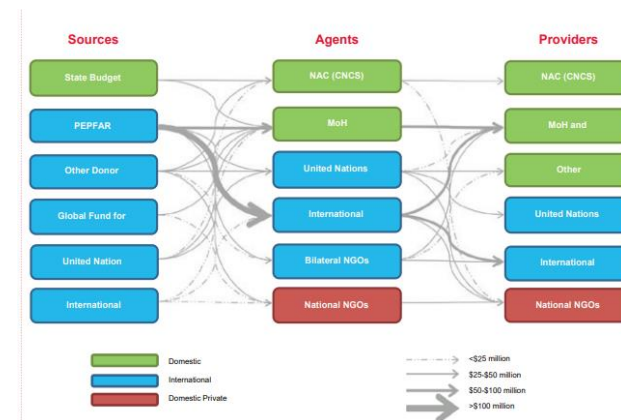 Sources
Agents
Providers
State Budget
NAC (CNCS)
NAC (CNCS)
PEPFAR
MoH
MoH and
Other Donor
United Nations
Other
Global Fund for
International
United Nations
United Nation
Bilateral NGOs
International
International
National NGOs
National NGOs
Domestic
International
Domestic Private
<$25 million
$25-$50 million
$50-$100 million
>$100 million